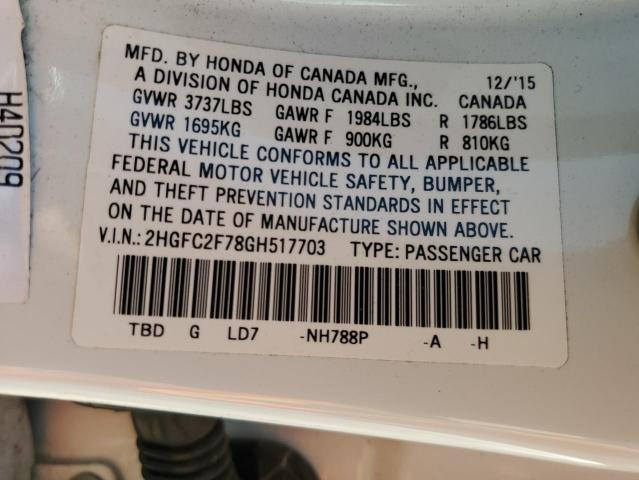 MFD. BY HONDA OF CANADA MFG., 12/'15
A DIVISION OF HONDA CANADA INC. CANADA
GVWR 3737LBS GAWR F 1984LBS R 1786LBS
GVWR 1695KG GAWR F 900KG R 810KG
THIS VEHICLE CONFORMS TO ALL APPLICABLE
FEDERAL MOTOR VEHICLE SAFETY, BUMPER,
AND THEFT PREVENTION STANDARDS IN EFFECT
ON THE DATE OF MANUFACTURE SHOWN ABOVE.
V.I.N.: 2HGFC2F78GH517703 TYPE: PASSENGER CAR
TBD G LD7 -NH788P -A -H
H4D209